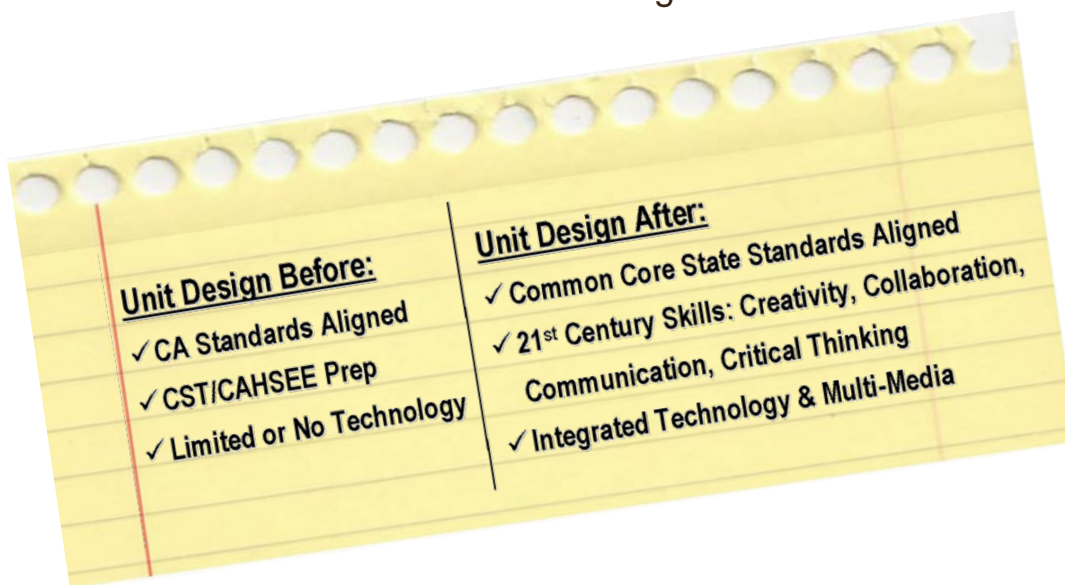 Unit Design Before:
✓ CA Standards Aligned
✓ CST/CAHSEE Prep
✓ Limited or No Technology
Unit Design After:
✓ Common Core State Standards Aligned
✓ 21st Century Skills: Creativity, Collaboration,
Communication, Critical Thinking
✓ Integrated Technology & Multi-Media